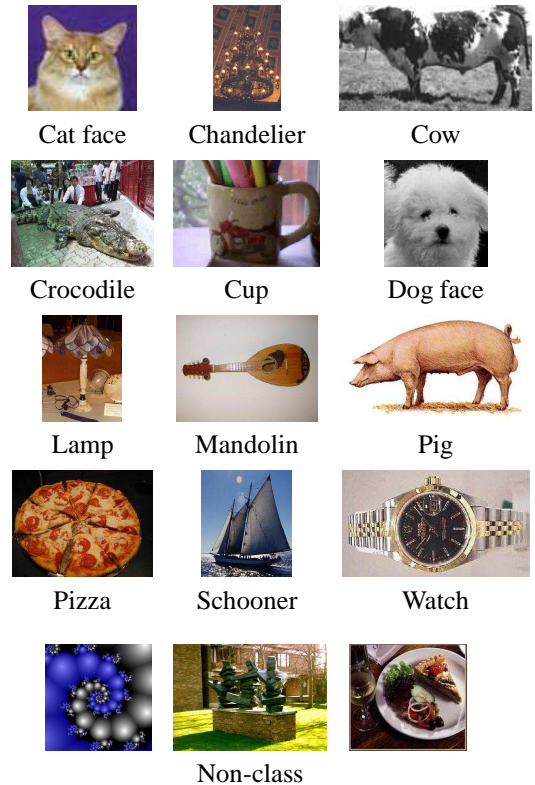 Cat face
Chandelier
Cow
Crocodile
Cup
Dog face
Lamp
Mandolin
Pig
Pizza
Schooner
Watch
Non-class